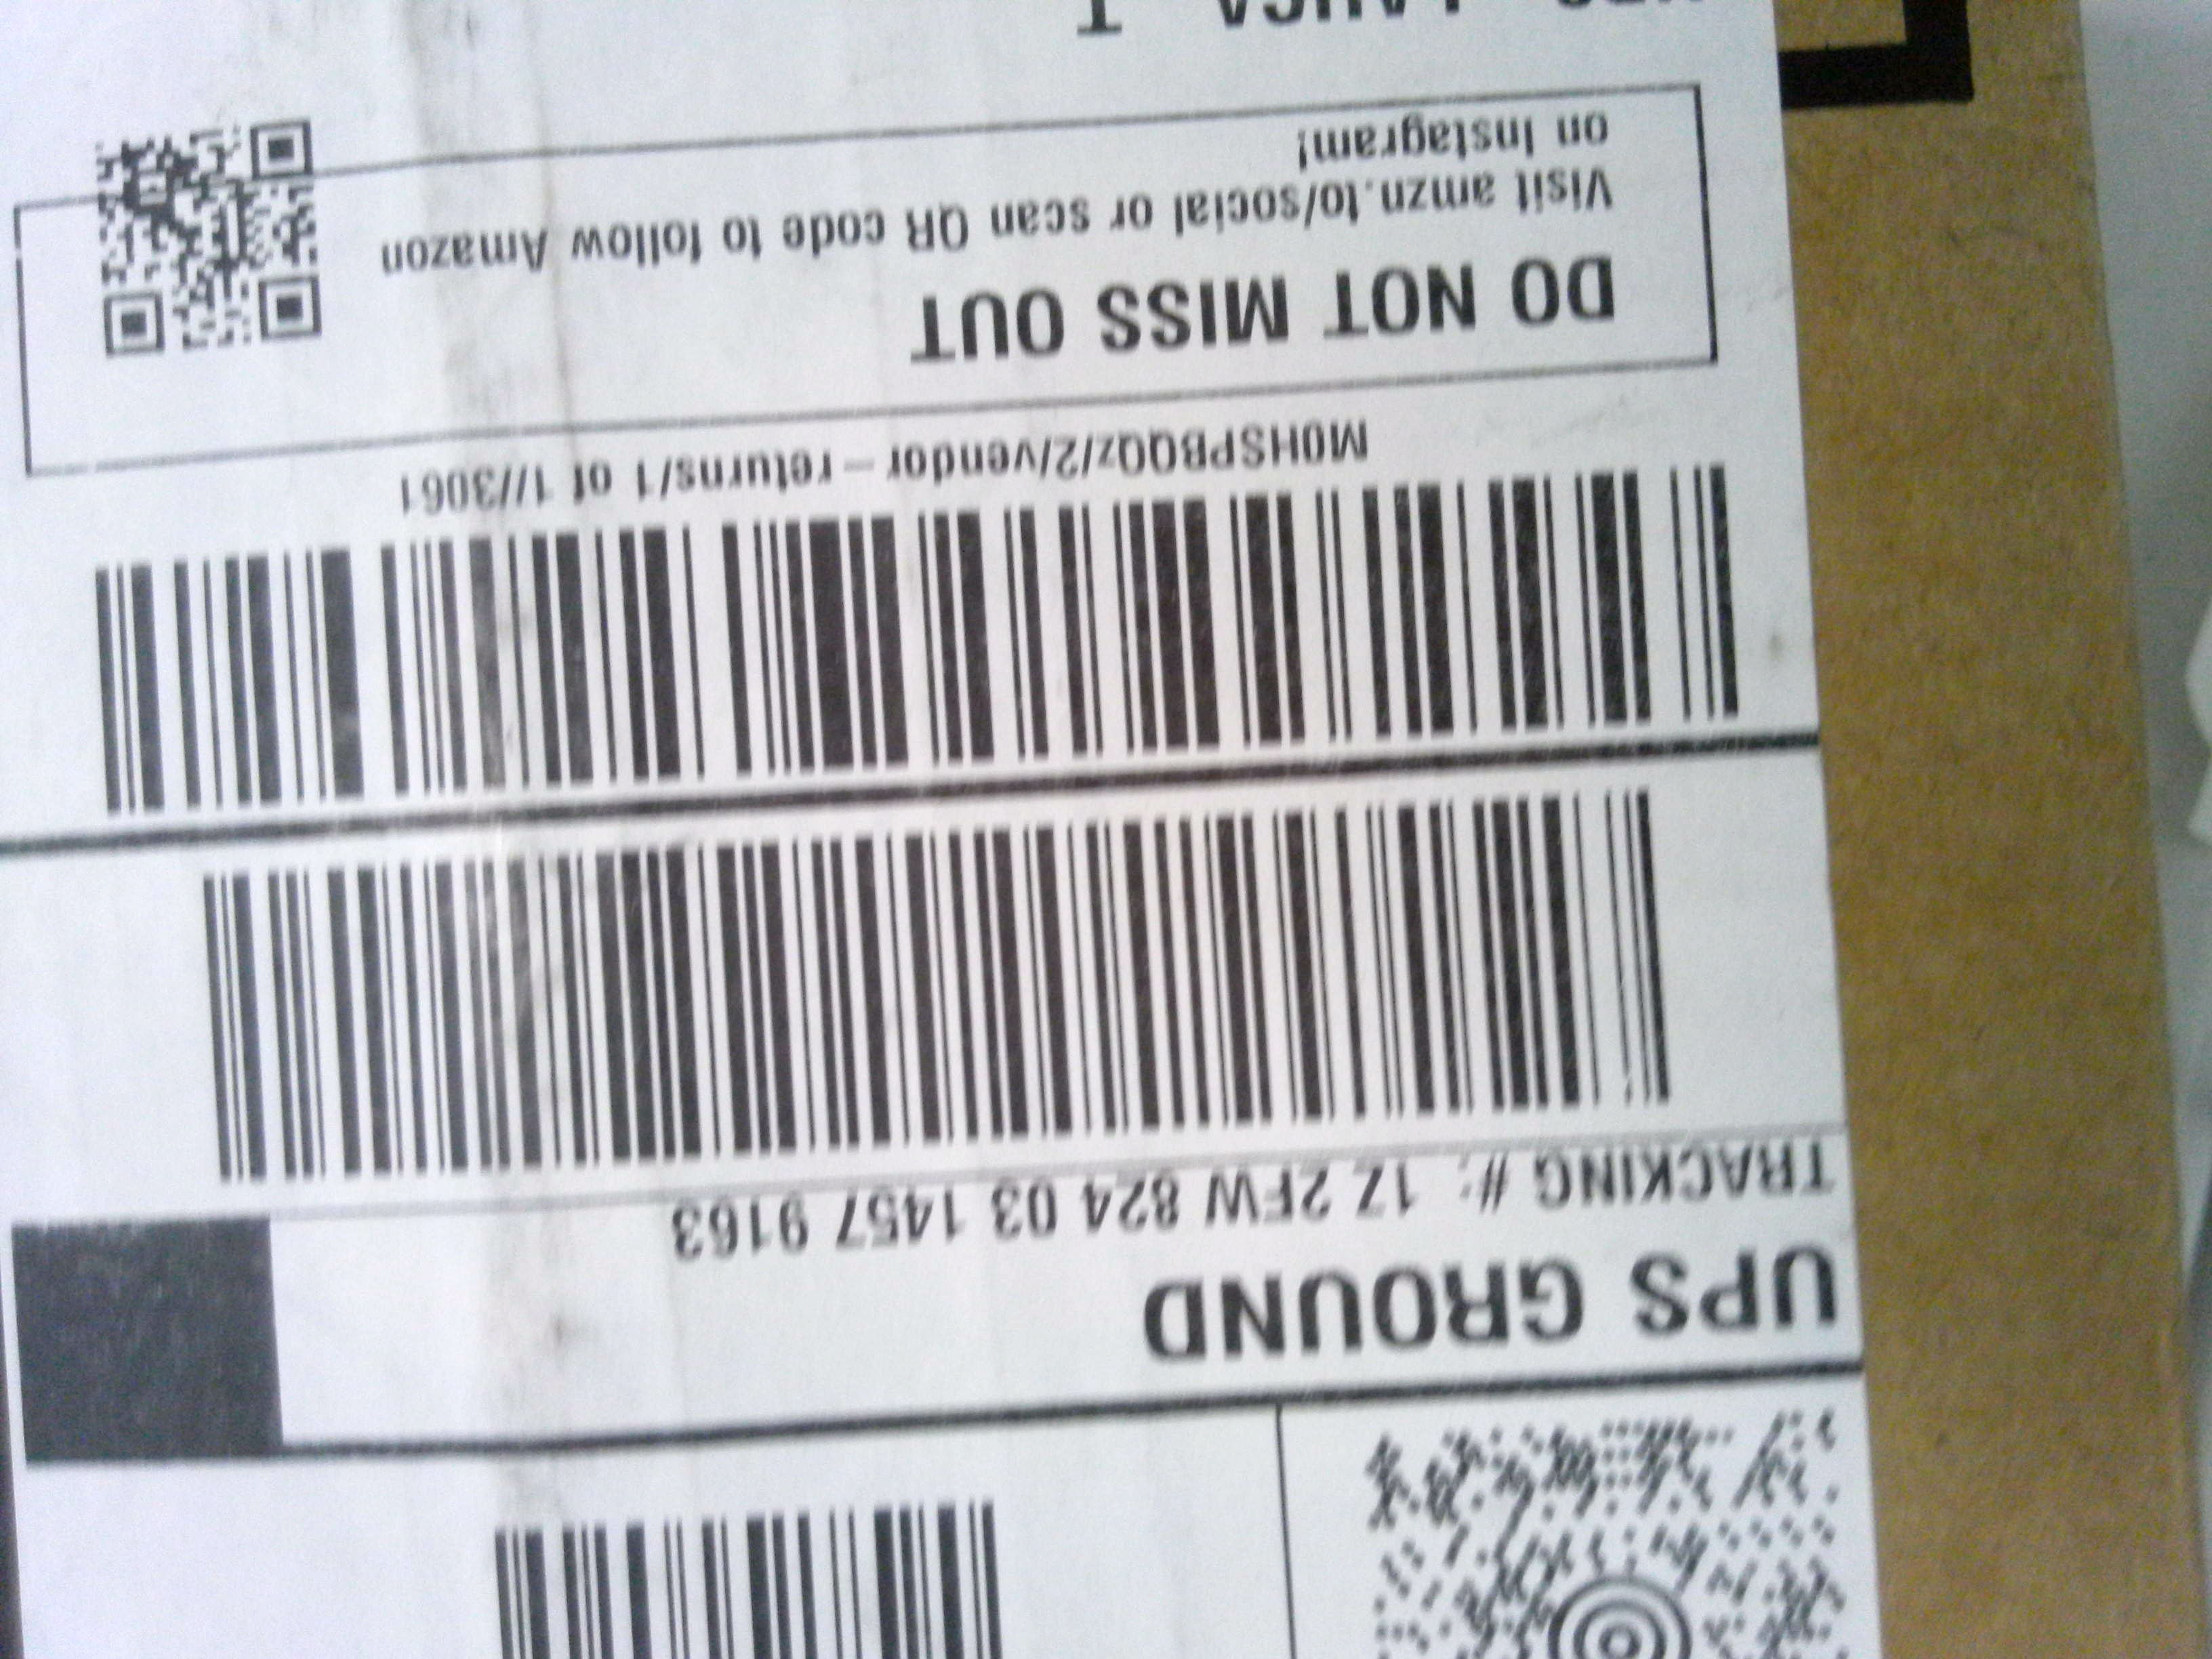 UPS GROUND
TRACKING #: 1Z 2FW 824 03 1457 9163
M0HSPBQQz/2/vendor-returns/1 of 1//3061
DO NOT MISS OUT
Visit amzn.to/social or scan QR code to follow Amazon
on Instagram!